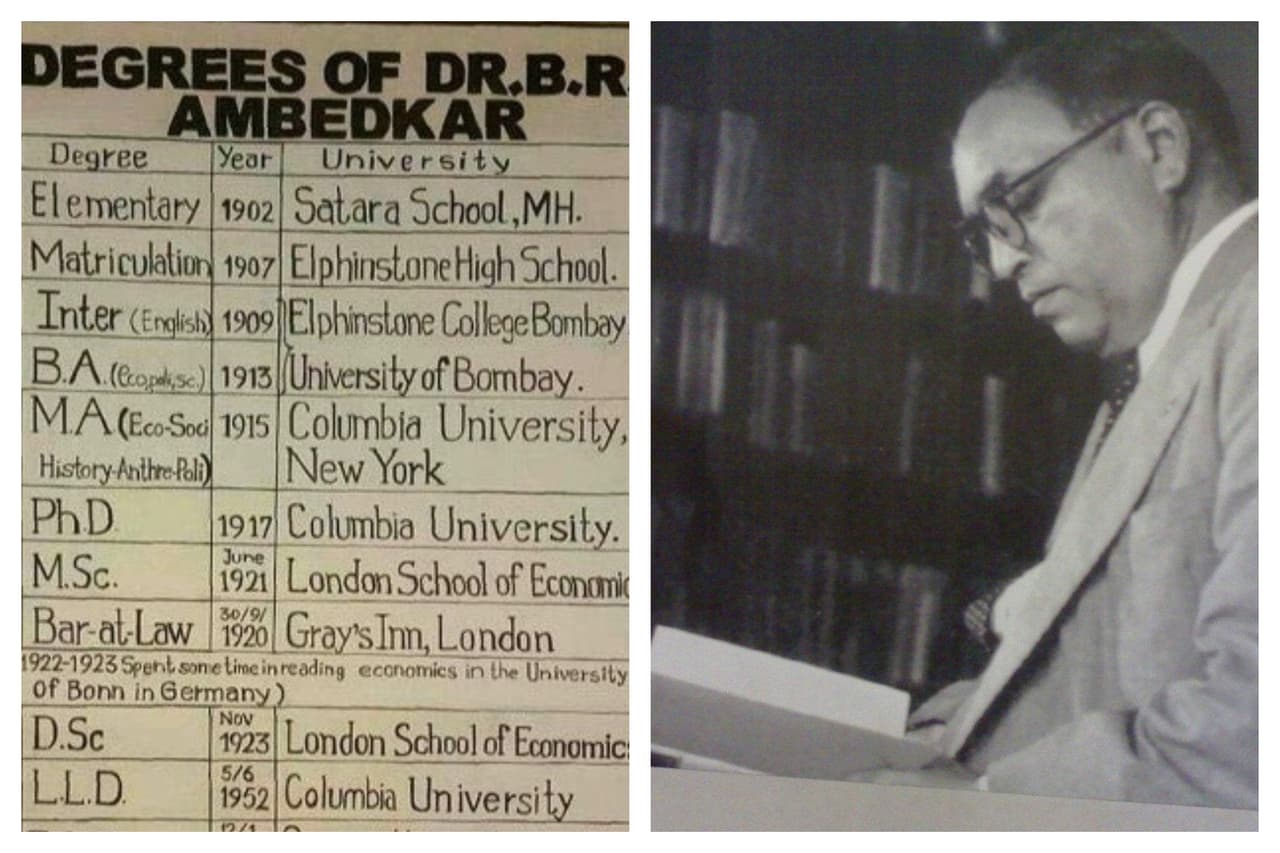 DEGREES OF DR.B.R.
AMBEDKAR
Degree Year University
Elementary 1902 Satara School,MH.
Matriculation 1907 Elphinstone High School.
Inter (English) 1909 Elphinstone College Bombay
B.A. 1913 University of Bombay.
M.A (Eco-Soci 1915 Columbia University,
History-Anthre-Poli) New York
Ph.D 1917 Columbia University.
June
M.Sc. 1921 London School of Economic
30/9/
Bar-at-Law 1920 Gray's Inn, London
1922-1923 Spent some time in reading economics in the University
of Bonn in Germany)
Nov
D.Sc 1923 London School of Economics
5/6
L.L.D. 1952 Columbia University